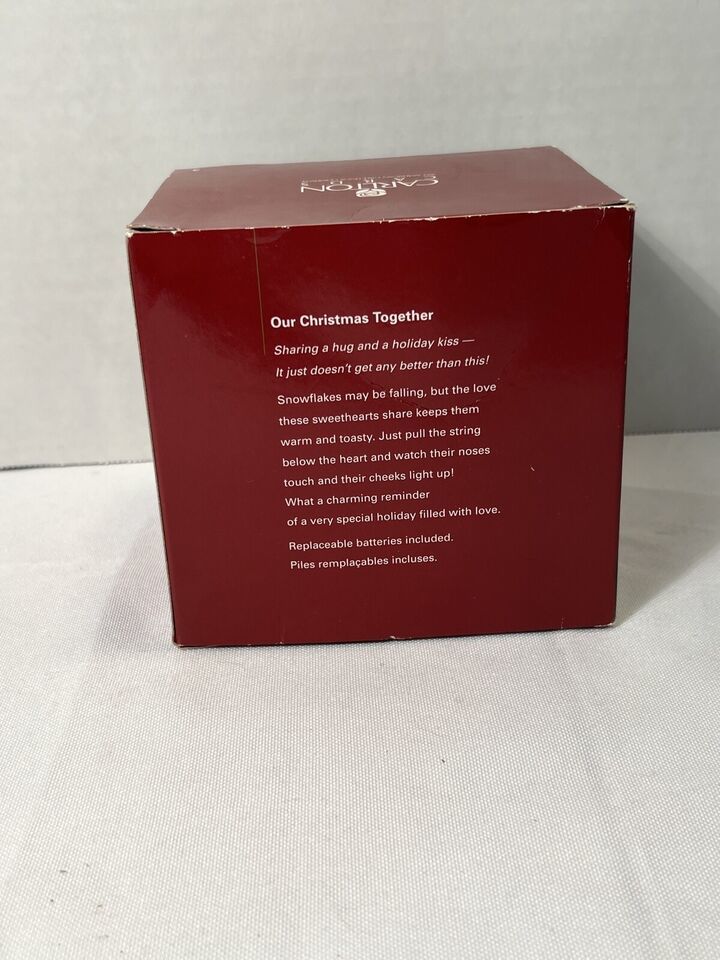 CARLTON
CARDS
Our Christmas Together
Sharing a hug and a holiday kiss —
It just doesn't get any better than this!
Snowflakes may be falling, but the love
these sweethearts share keeps them
warm and toasty. Just pull the string
below the heart and watch their noses
touch and their cheeks light up!
What a charming reminder
of a very special holiday filled with love.
Replaceable batteries included.
Piles remplaçables incluses.